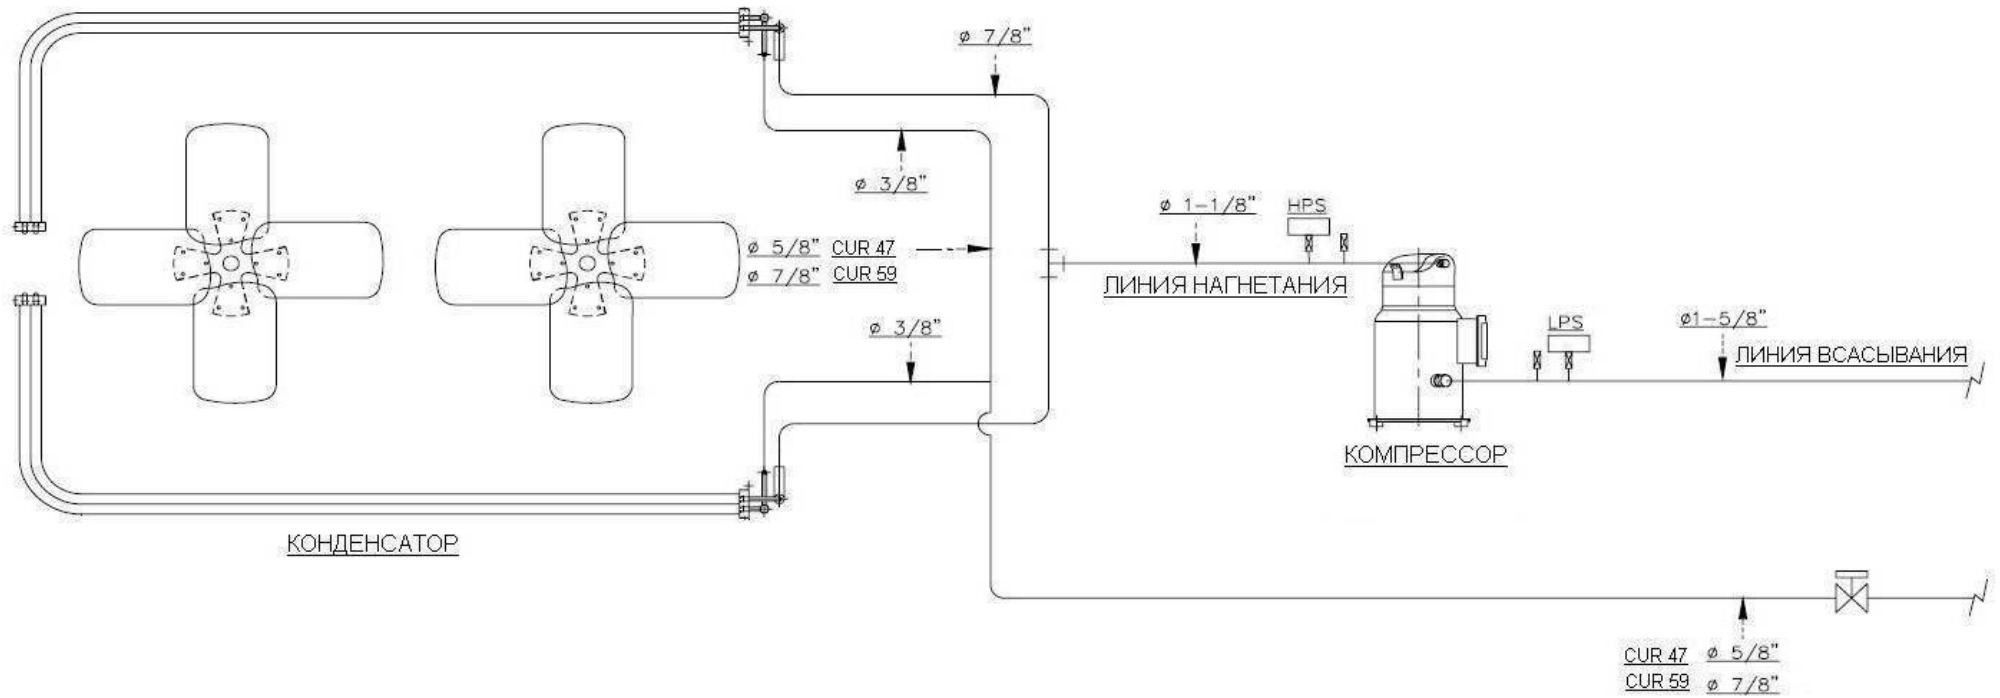 ø 7/8”
ø 3/8”
ø 1-1/8”
HPS
ø 5/8” CUR 47
ø 7/8” CUR 59
ЛИНИЯ НАГНЕТАНИЯ
ø 3/8”
LPS
ø1-5/8”
ЛИНИЯ ВСАСЫВАНИЯ
КОМПРЕССОР
КОНДЕНСАТОР
CUR 47 ø 5/8”
CUR 59 ø 7/8”